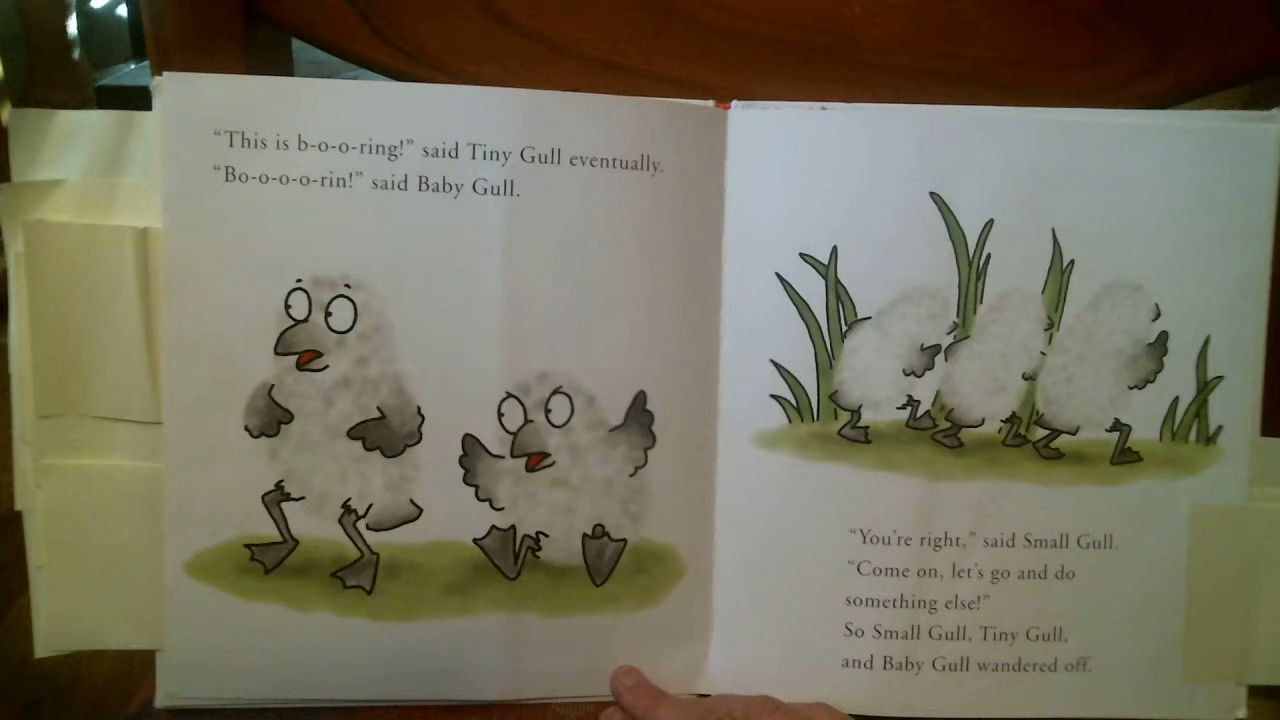 “This is b-o-o-ring!” said Tiny Gull eventually.
“Bo-o-o-o-rin!” said Baby Gull.
“You’re right,” said Small Gull.
“Come on, let’s go and do
something else!”
So Small Gull, Tiny Gull,
and Baby Gull wandered off.